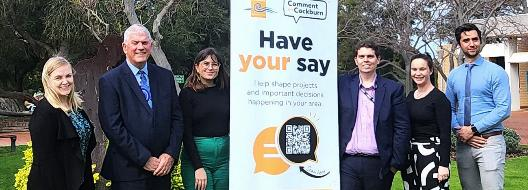 Comment
Cockburn
Have
your say
Help shape projects
and important decisions
happening in your area.